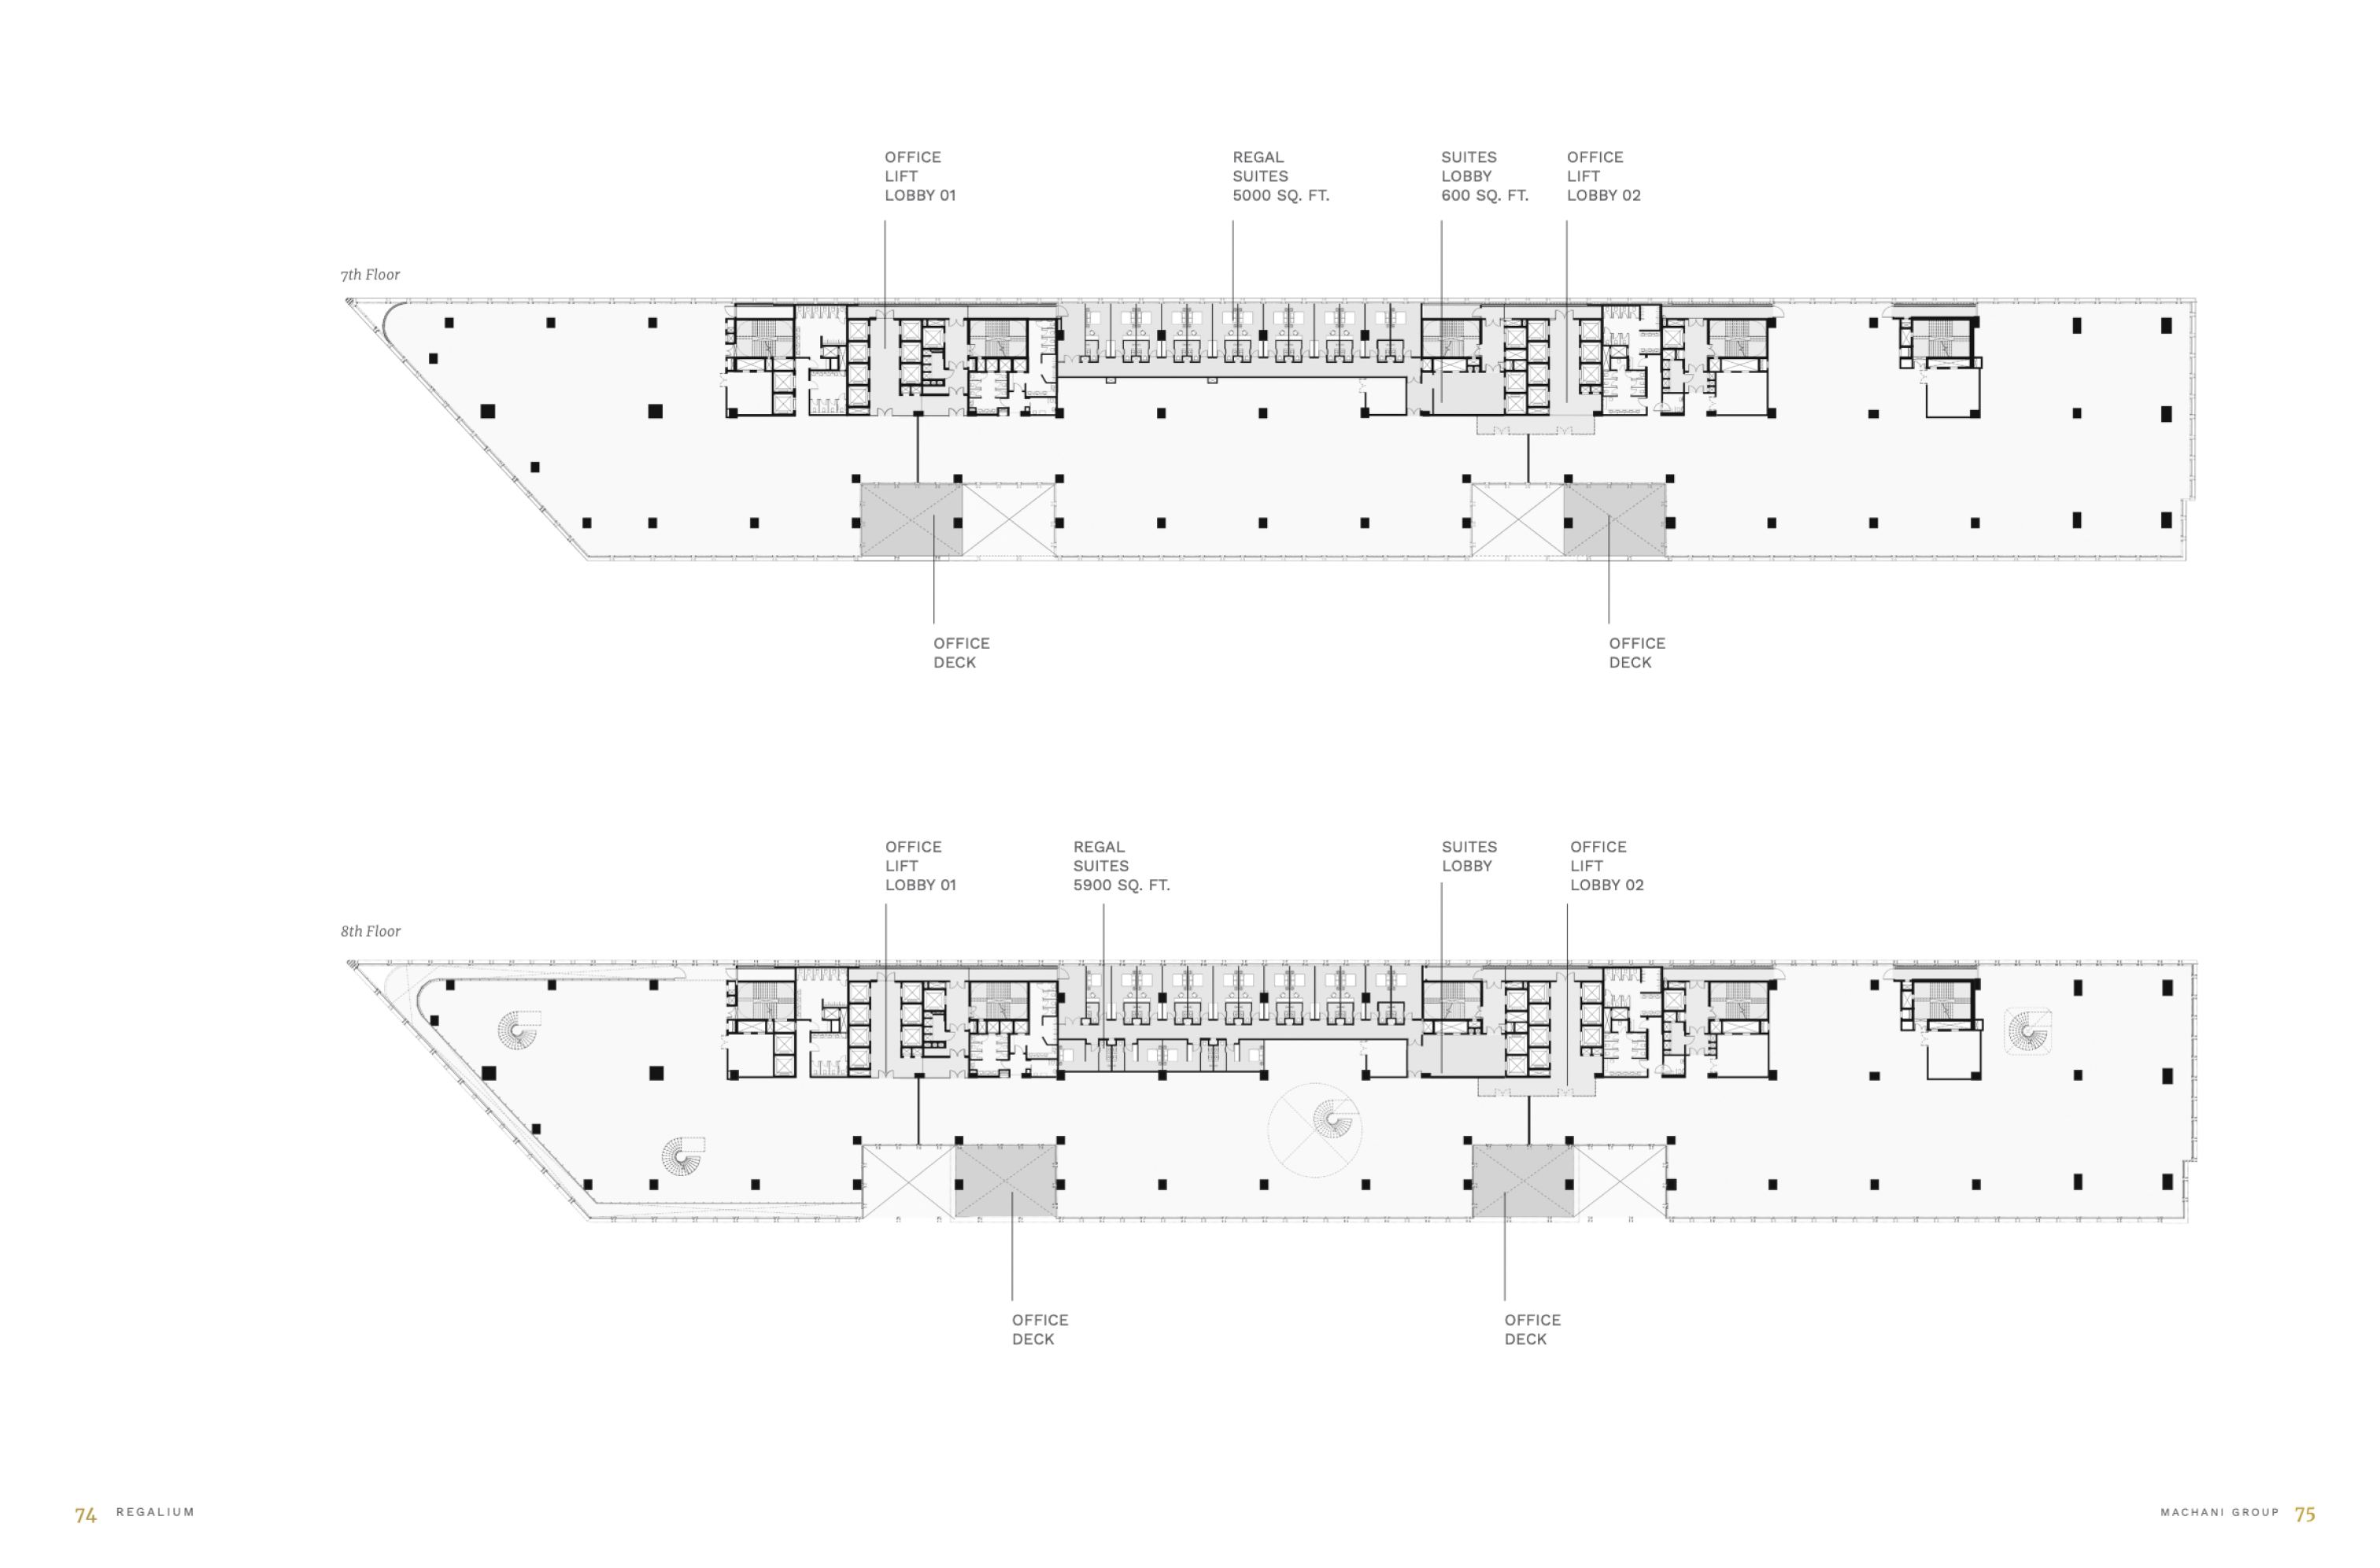 OFFICE
LIFT
LOBBY 01
REGAL
SUITES
5000 SQ. FT.
SUITES
LOBBY
600 SQ. FT.
OFFICE
LIFT
LOBBY 02
7th Floor
OFFICE
DECK
OFFICE
DECK
OFFICE
LIFT
LOBBY 01
REGAL
SUITES
5900 SQ. FT.
SUITES
LOBBY
OFFICE
LIFT
LOBBY 02
8th Floor
OFFICE
DECK
OFFICE
DECK
74 REGALIUM
MACHANI GROUP 75